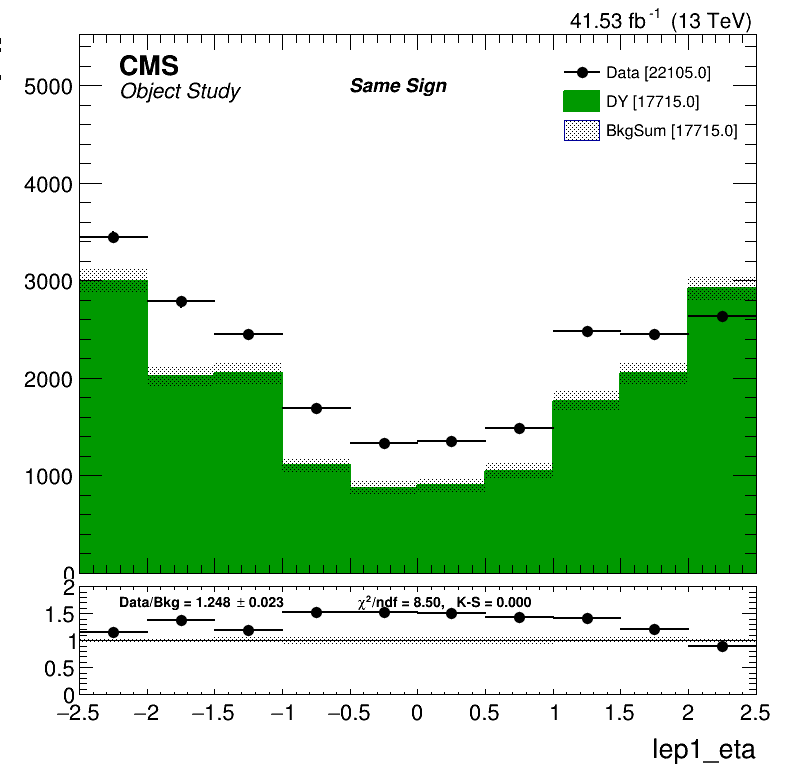 41.53 fb⁻¹ (13 TeV)
CMS
Object Study
Same Sign
Data [22105.0]
DY [17715.0]
BkgSum [17715.0]
5000
4000
3000
2000
1000
0
Data/Bkg = 1.248 ± 0.023
χ²/ndf = 8.50, K-S = 0.000
2
1.5
1
0.5
0
−2.5 −2 −1.5 −1 −0.5 0 0.5 1 1.5 2 2.5
lep1_eta